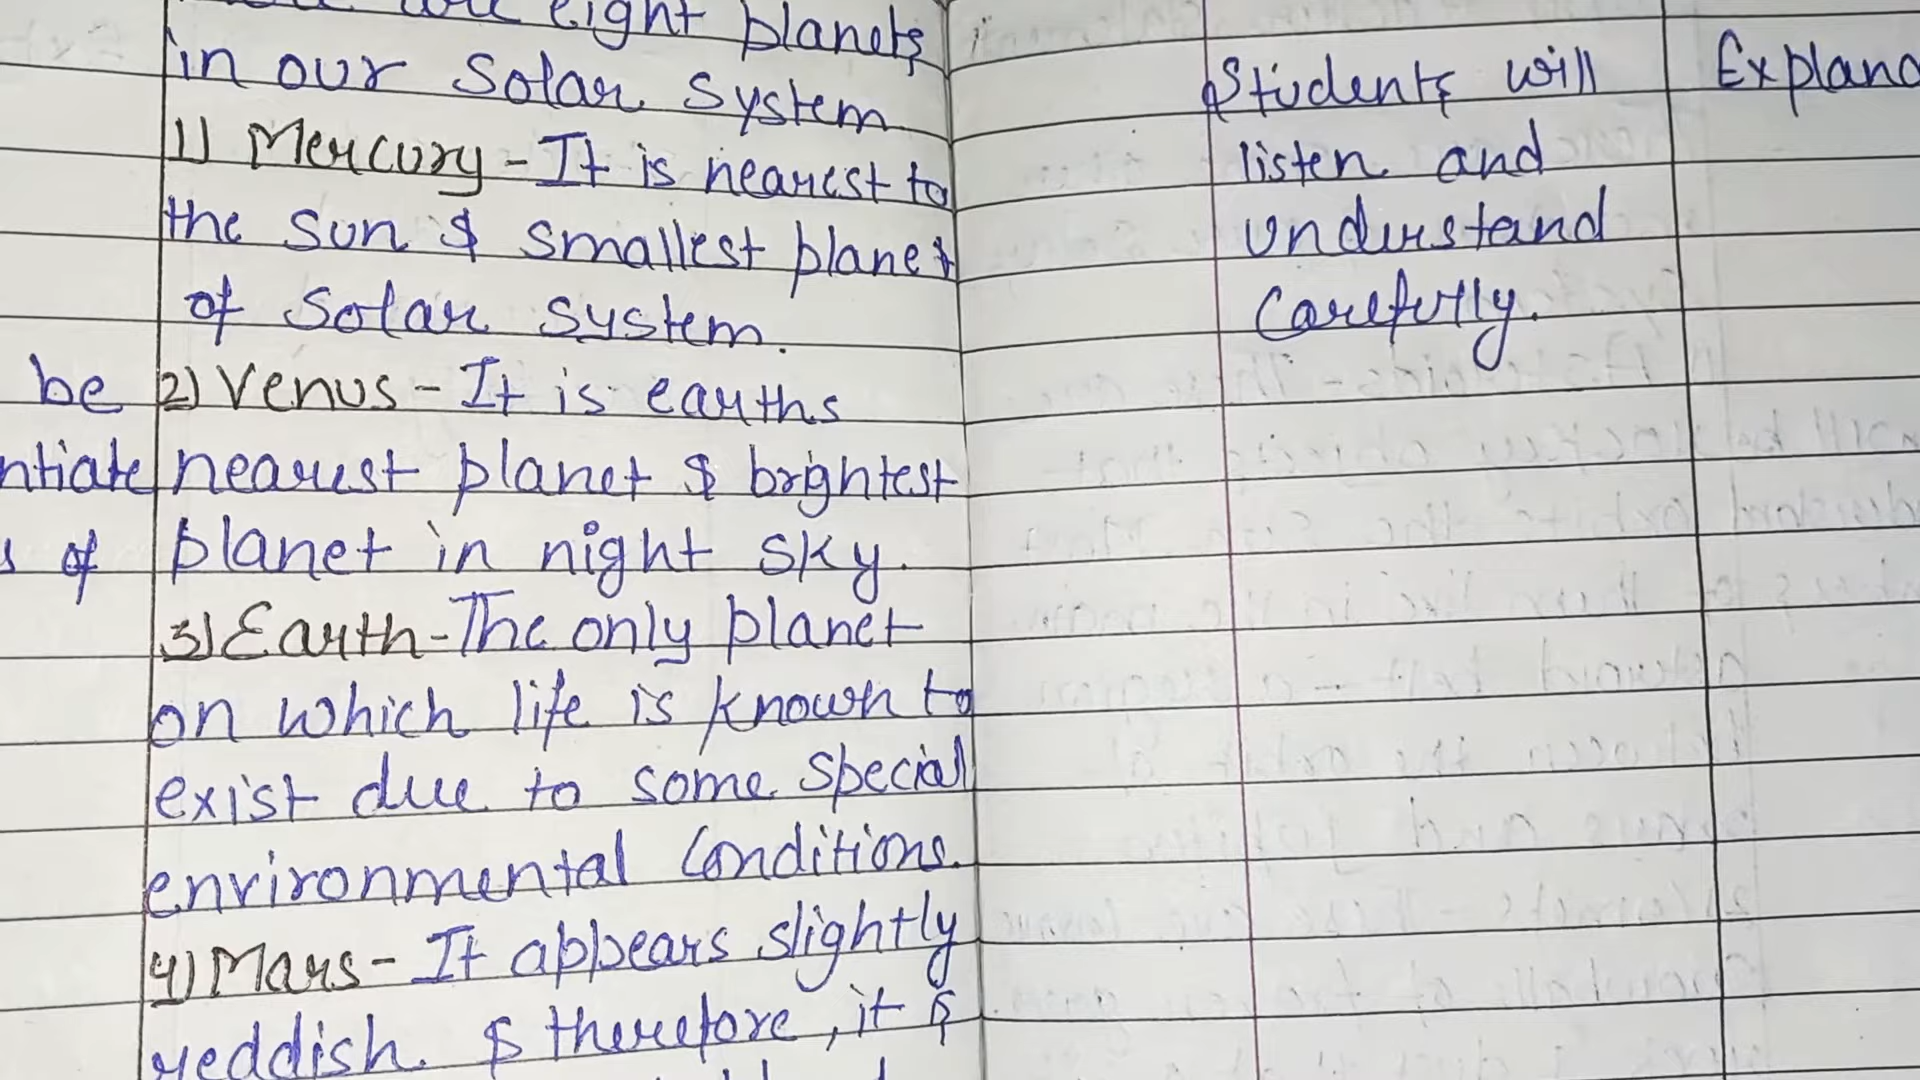 eight planets
in our Solar System
1) Mercury - It is nearest to
the sun & smallest planet
of Solar System.
2) Venus - It is earths
nearest planet & brightest
planet in night sky.
3) Earth - The only planet
on which life is known to
exist due to some special
environmental Conditions.
4) Mars - It appears slightly
reddish & therefore, it is
be
of
Students will
listen and
understand
Carefully.